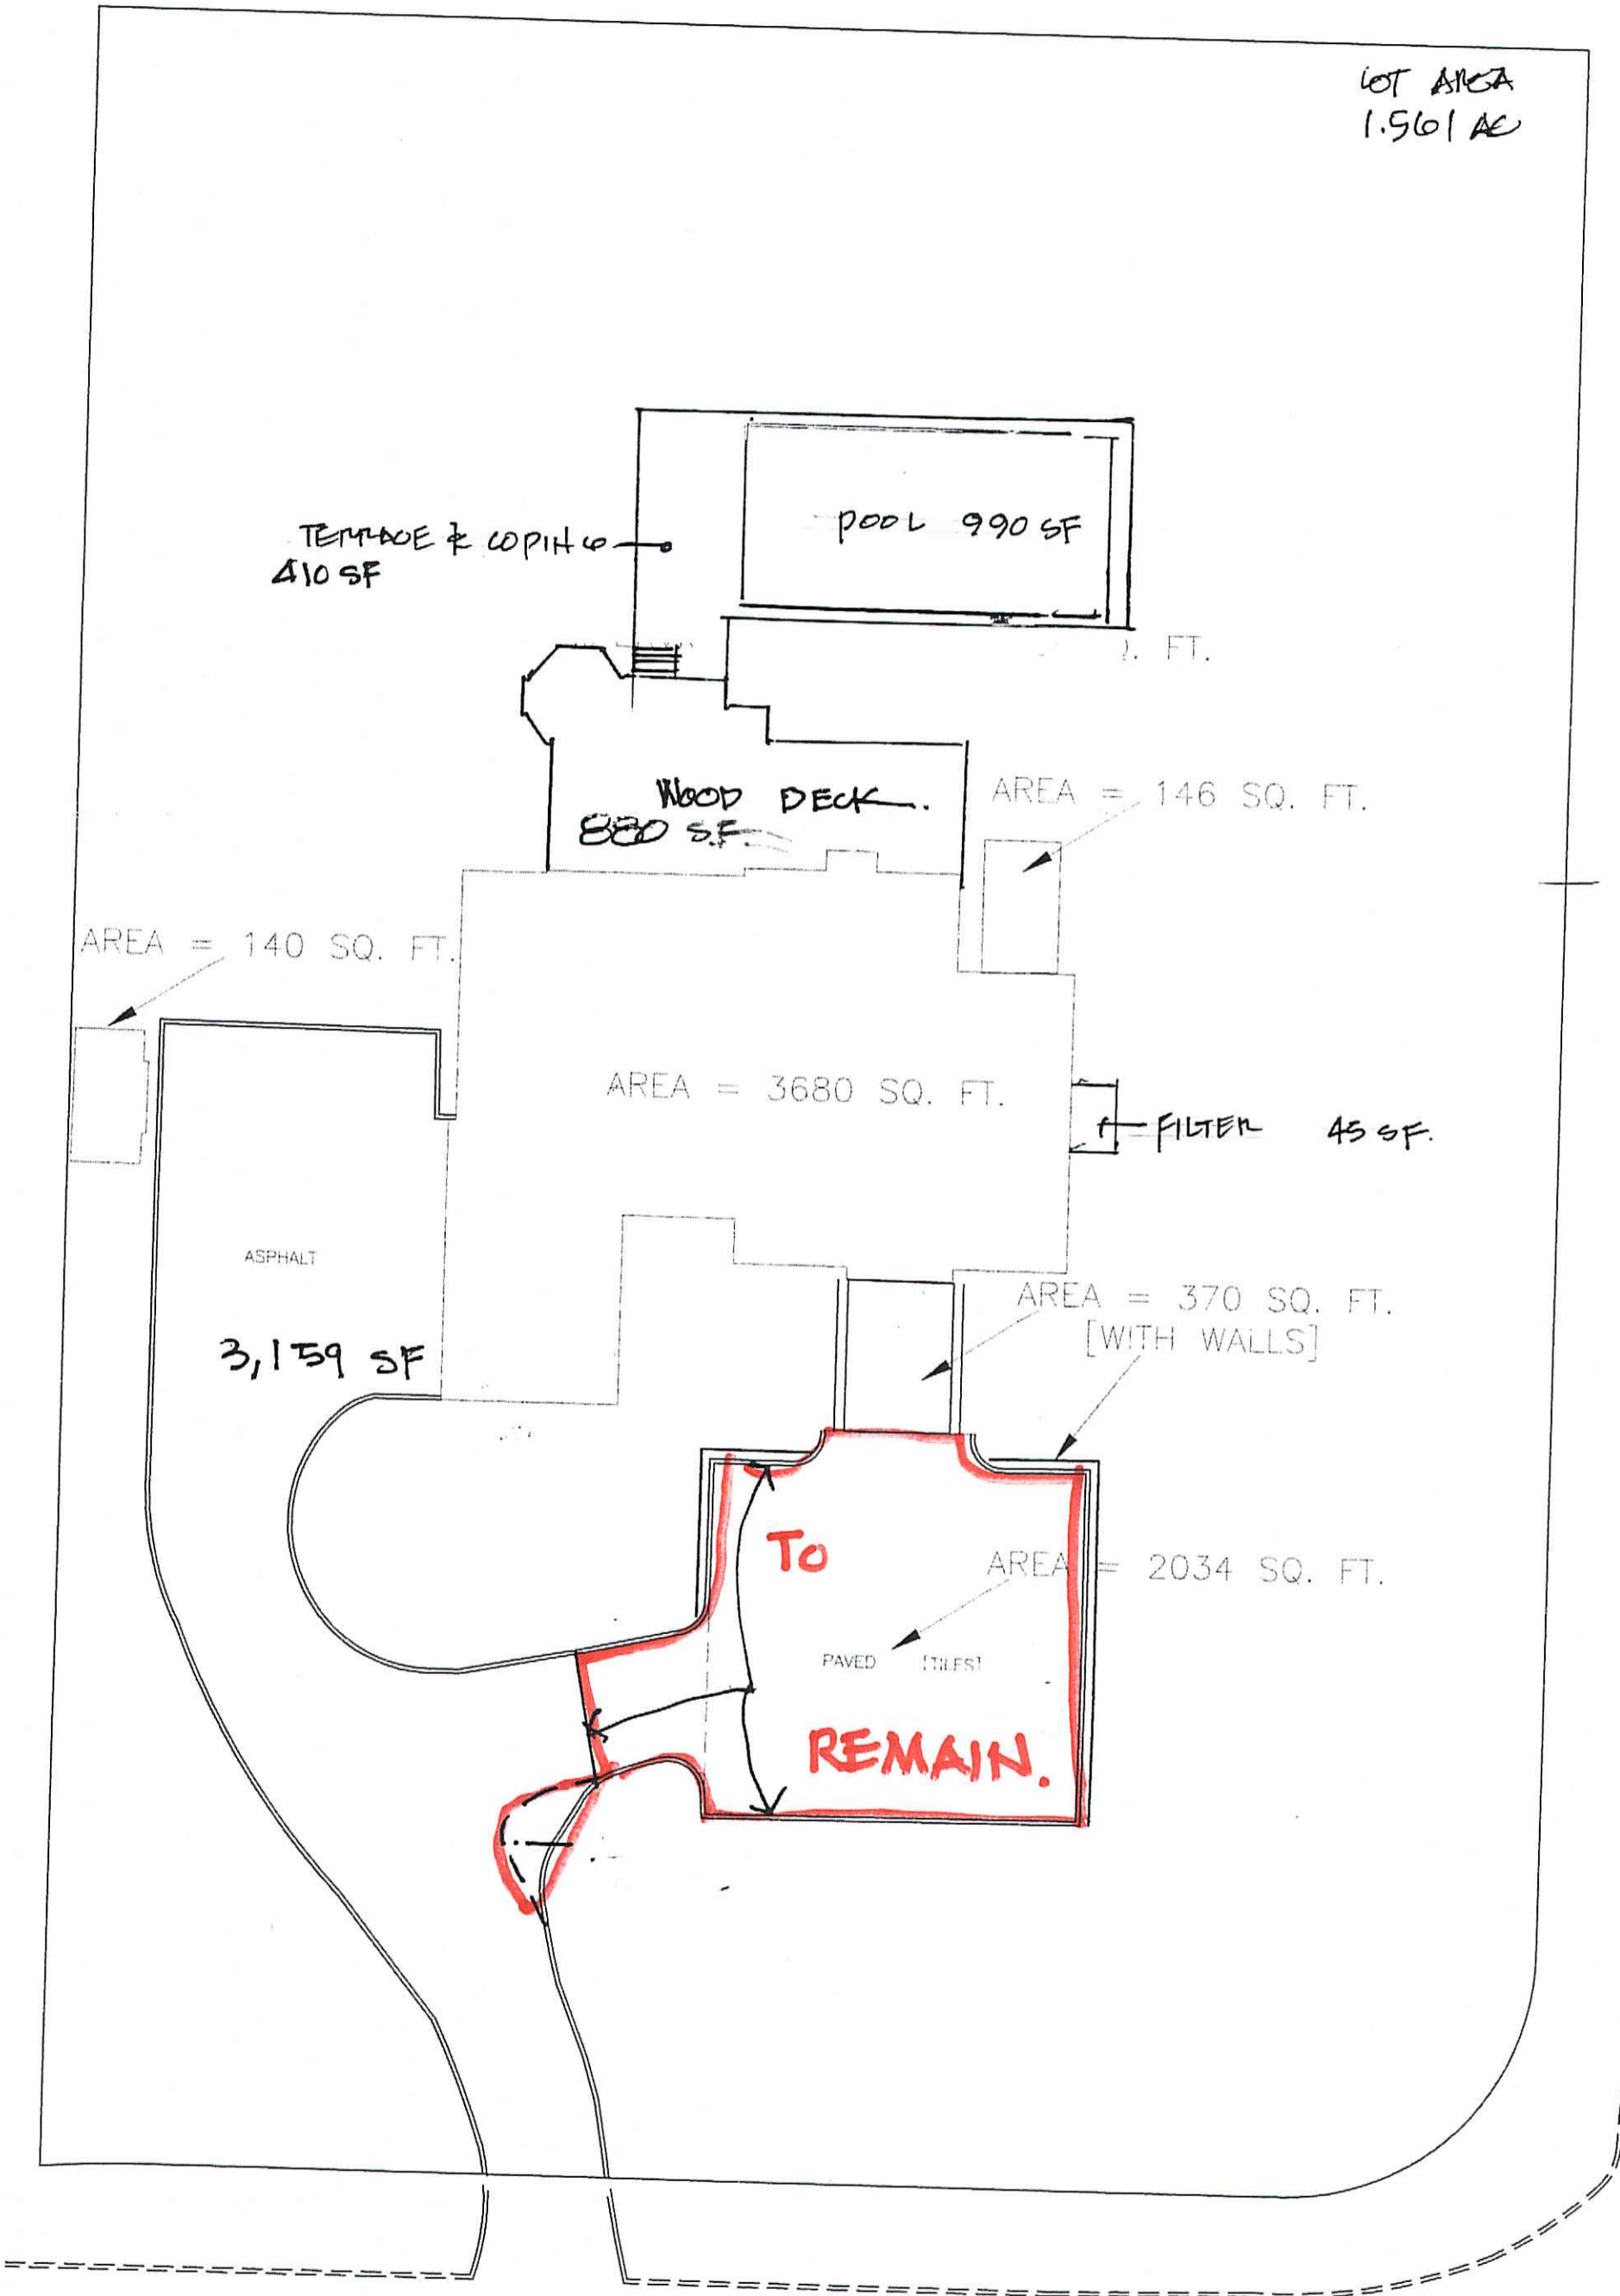 LOT AREA
1.561 AC
POOL 990 SF
TERRACE & COPING
410 SF
FT.
WOOD DECK.
880 S.F.
AREA = 146 SQ. FT.
AREA = 140 SQ. FT.
AREA = 3680 SQ. FT.
FILTER 45 SF.
ASPHALT
AREA = 370 SQ. FT.
[WITH WALLS]
3,159 SF
TO
AREA = 2034 SQ. FT.
PAVED [TILES]
REMAIN.